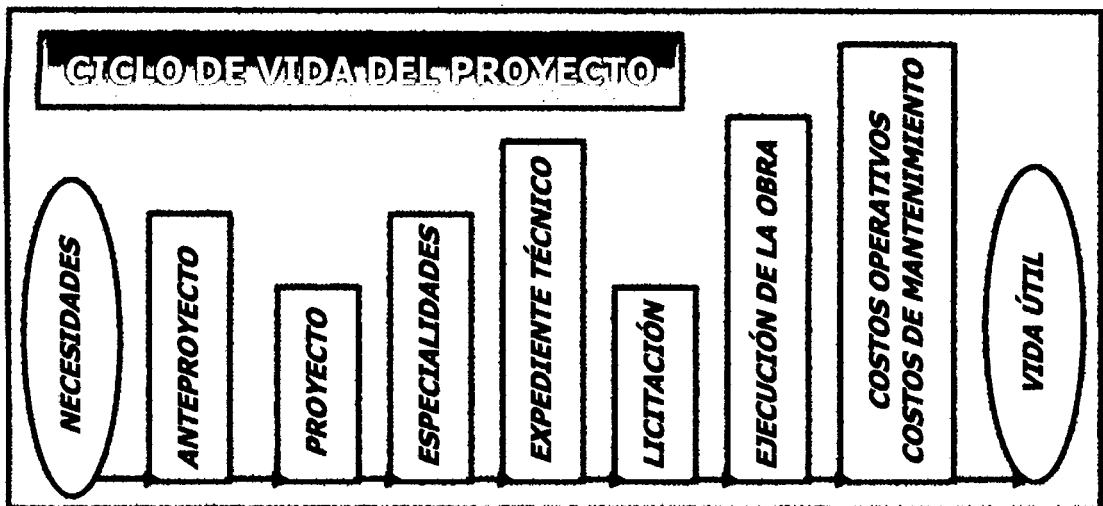 CICLO DE VIDA DEL PROYECTO
NECESIDADES
ANTEPROYECTO
PROYECTO
ESPECIALIDADES
EXPEDIENTE TÉCNICO
LICITACIÓN
EJECUCIÓN DE LA OBRA
COSTOS OPERATIVOS
COSTOS DE MANTENIMIENTO
VIDA ÚTIL